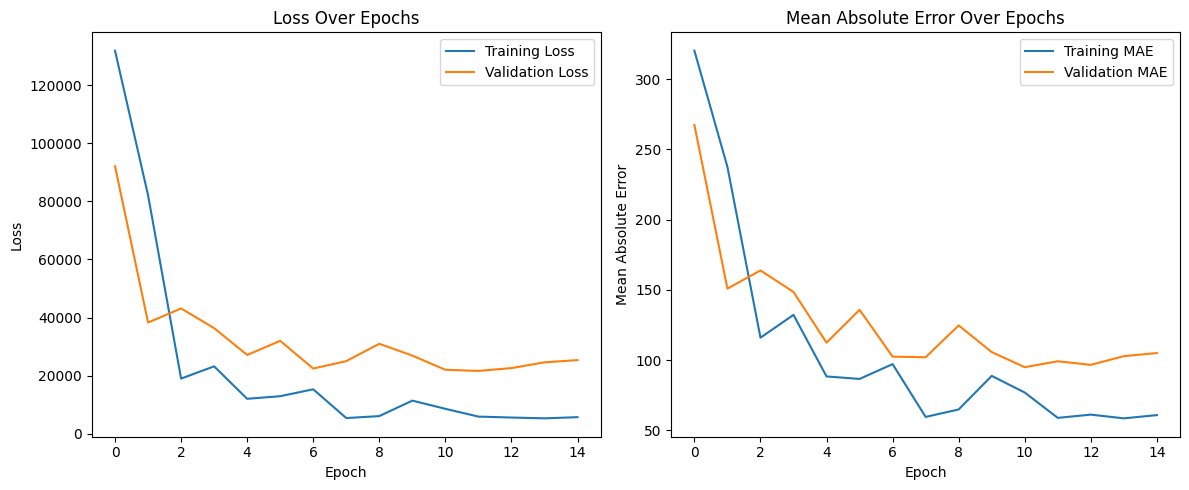 Loss Over Epochs
Training Loss
Validation Loss
120000
100000
80000
60000
40000
20000
0
Loss
0 2 4 6 8 10 12 14
Epoch
Mean Absolute Error Over Epochs
Training MAE
Validation MAE
300
250
200
150
100
50
Mean Absolute Error
0 2 4 6 8 10 12 14
Epoch